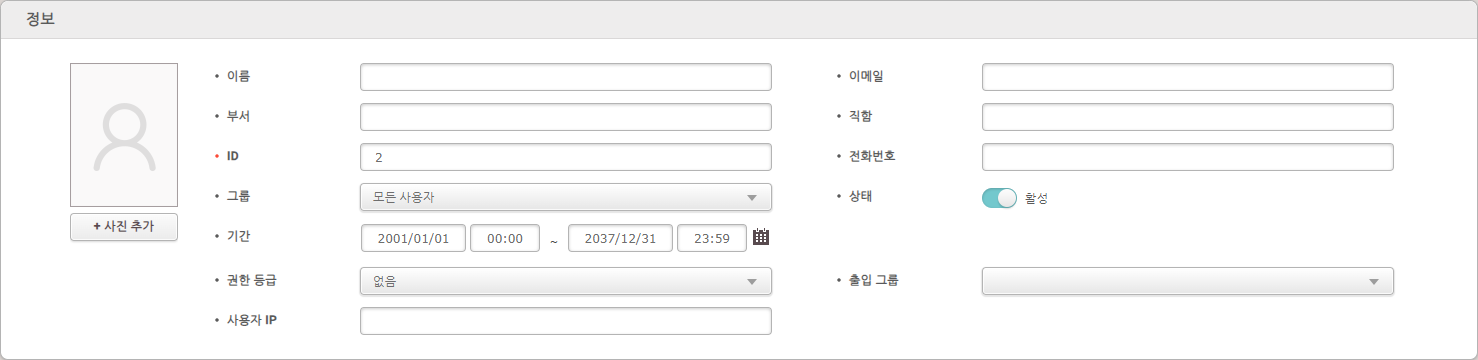 정보
이름
이메일
부서
직함
ID 2
전화번호
그룹 모든 사용자
상태 활성
+ 사진 추가
기간 2001/01/01 00:00 ~ 2037/12/31 23:59
권한 등급 없음
출입 그룹
사용자 IP